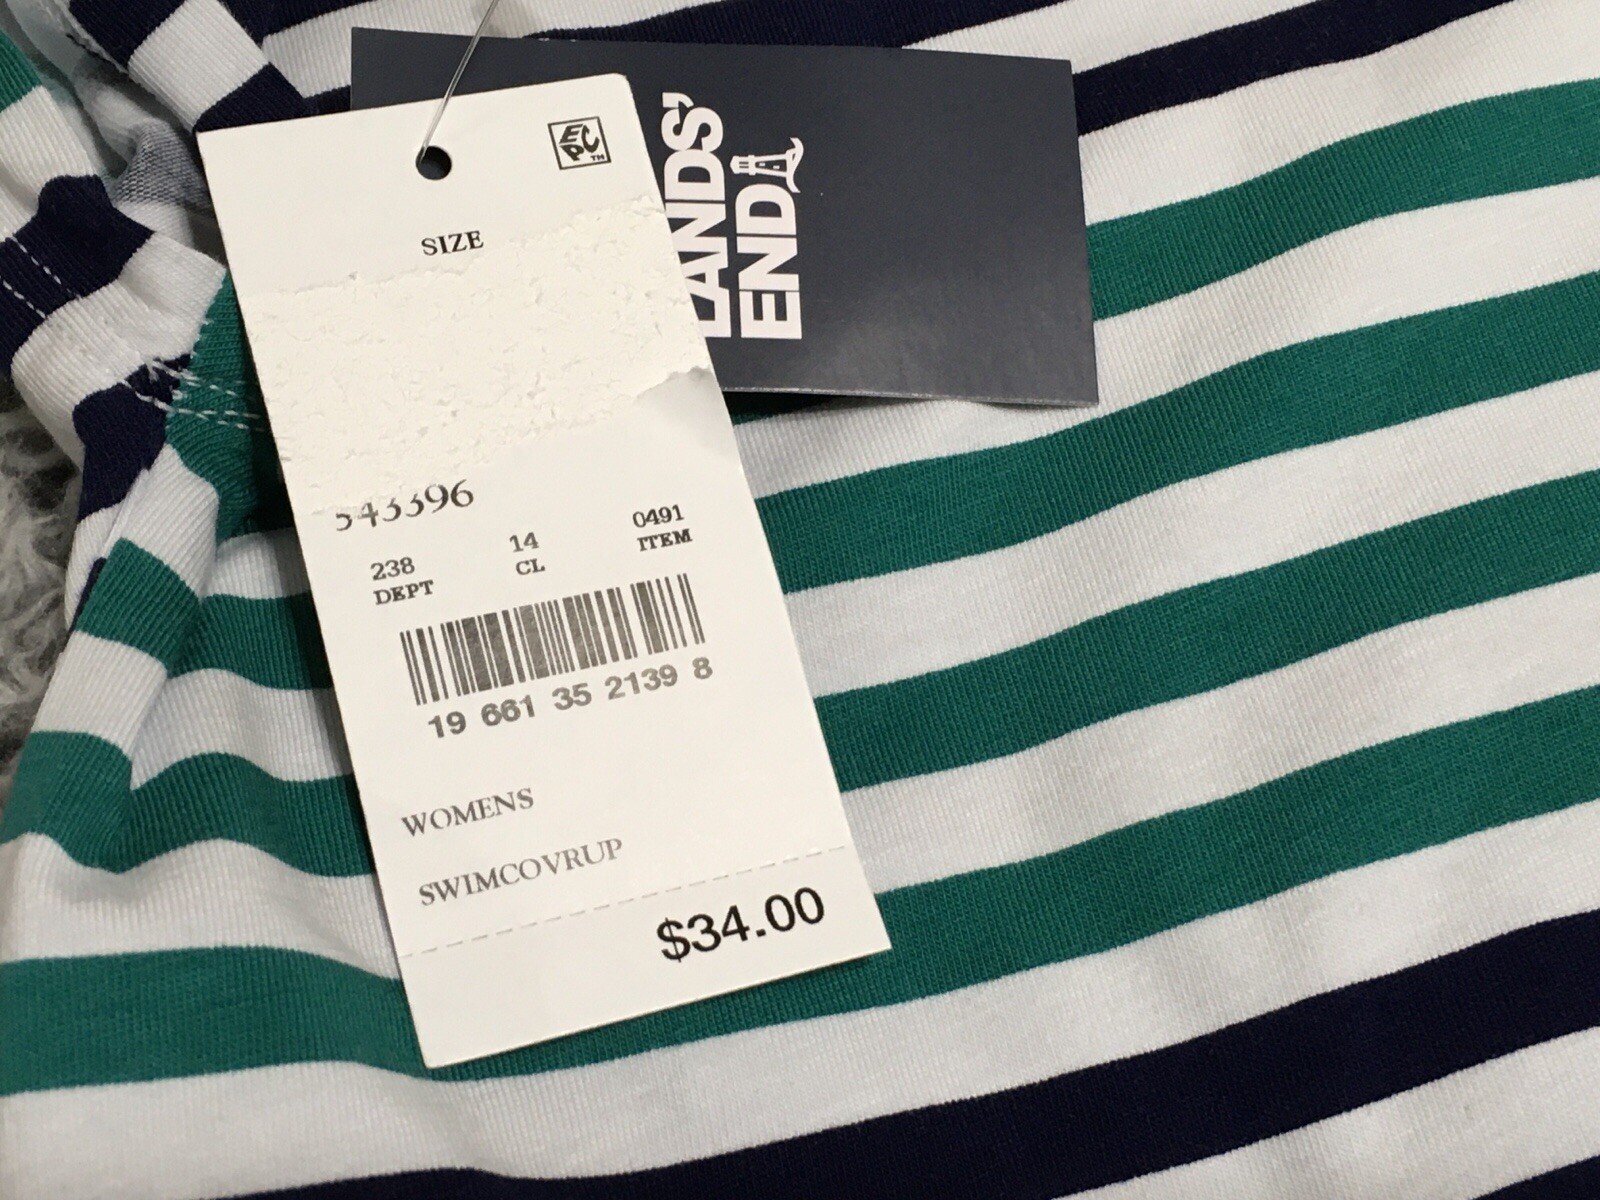 LANDS'
END
EPC™
SIZE
543396
238 14 0491
DEPT CL ITEM
19 661 35 2139 8
WOMENS
SWIMCOVRUP
$34.00